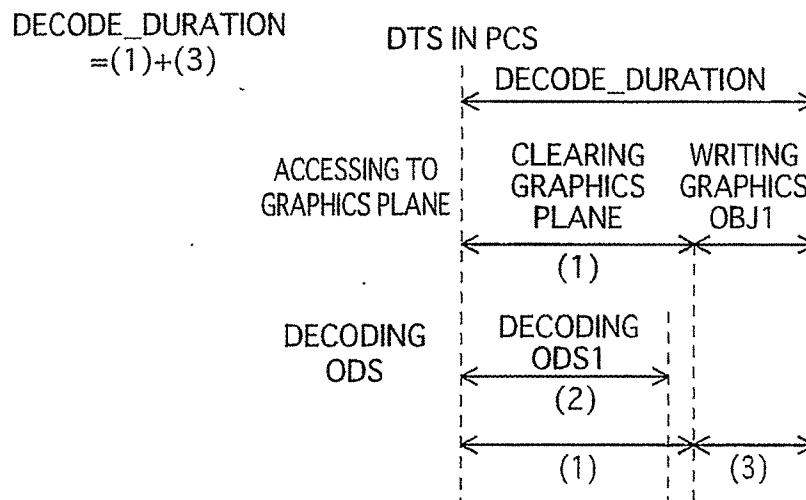 DECODE_DURATION
=(1)+(3)
DTS IN PCS
DECODE_DURATION
ACCESSING TO
GRAPHICS PLANE
CLEARING
GRAPHICS
PLANE
WRITING
GRAPHICS
OBJ1
(1)
DECODING
ODS
DECODING
ODS1
(2)
(1)
(3)